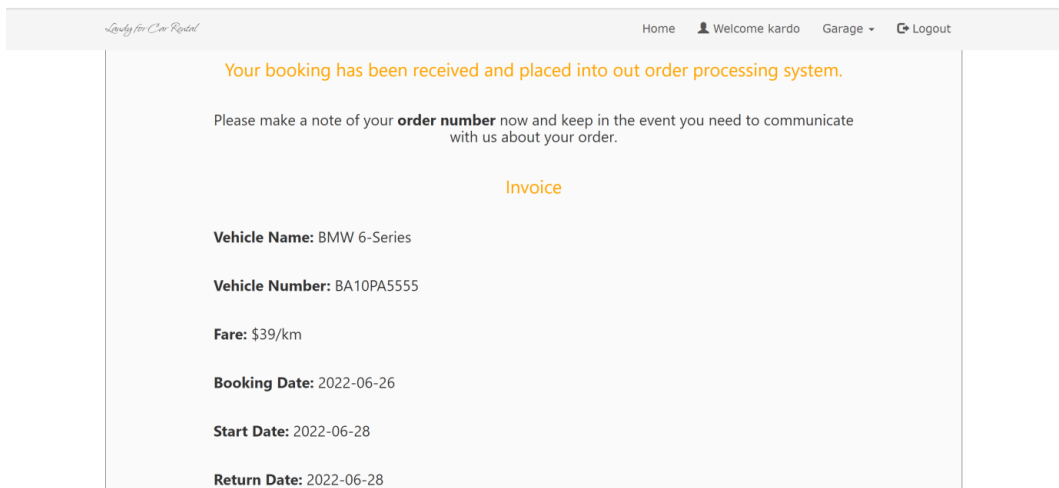 Landy for Car Rental
Home Welcome kardo Garage Logout
Your booking has been received and placed into out order processing system.
Please make a note of your order number now and keep in the event you need to communicate
with us about your order.
Invoice
Vehicle Name: BMW 6-Series
Vehicle Number: BA10PA5555
Fare: $39/km
Booking Date: 2022-06-26
Start Date: 2022-06-28
Return Date: 2022-06-28